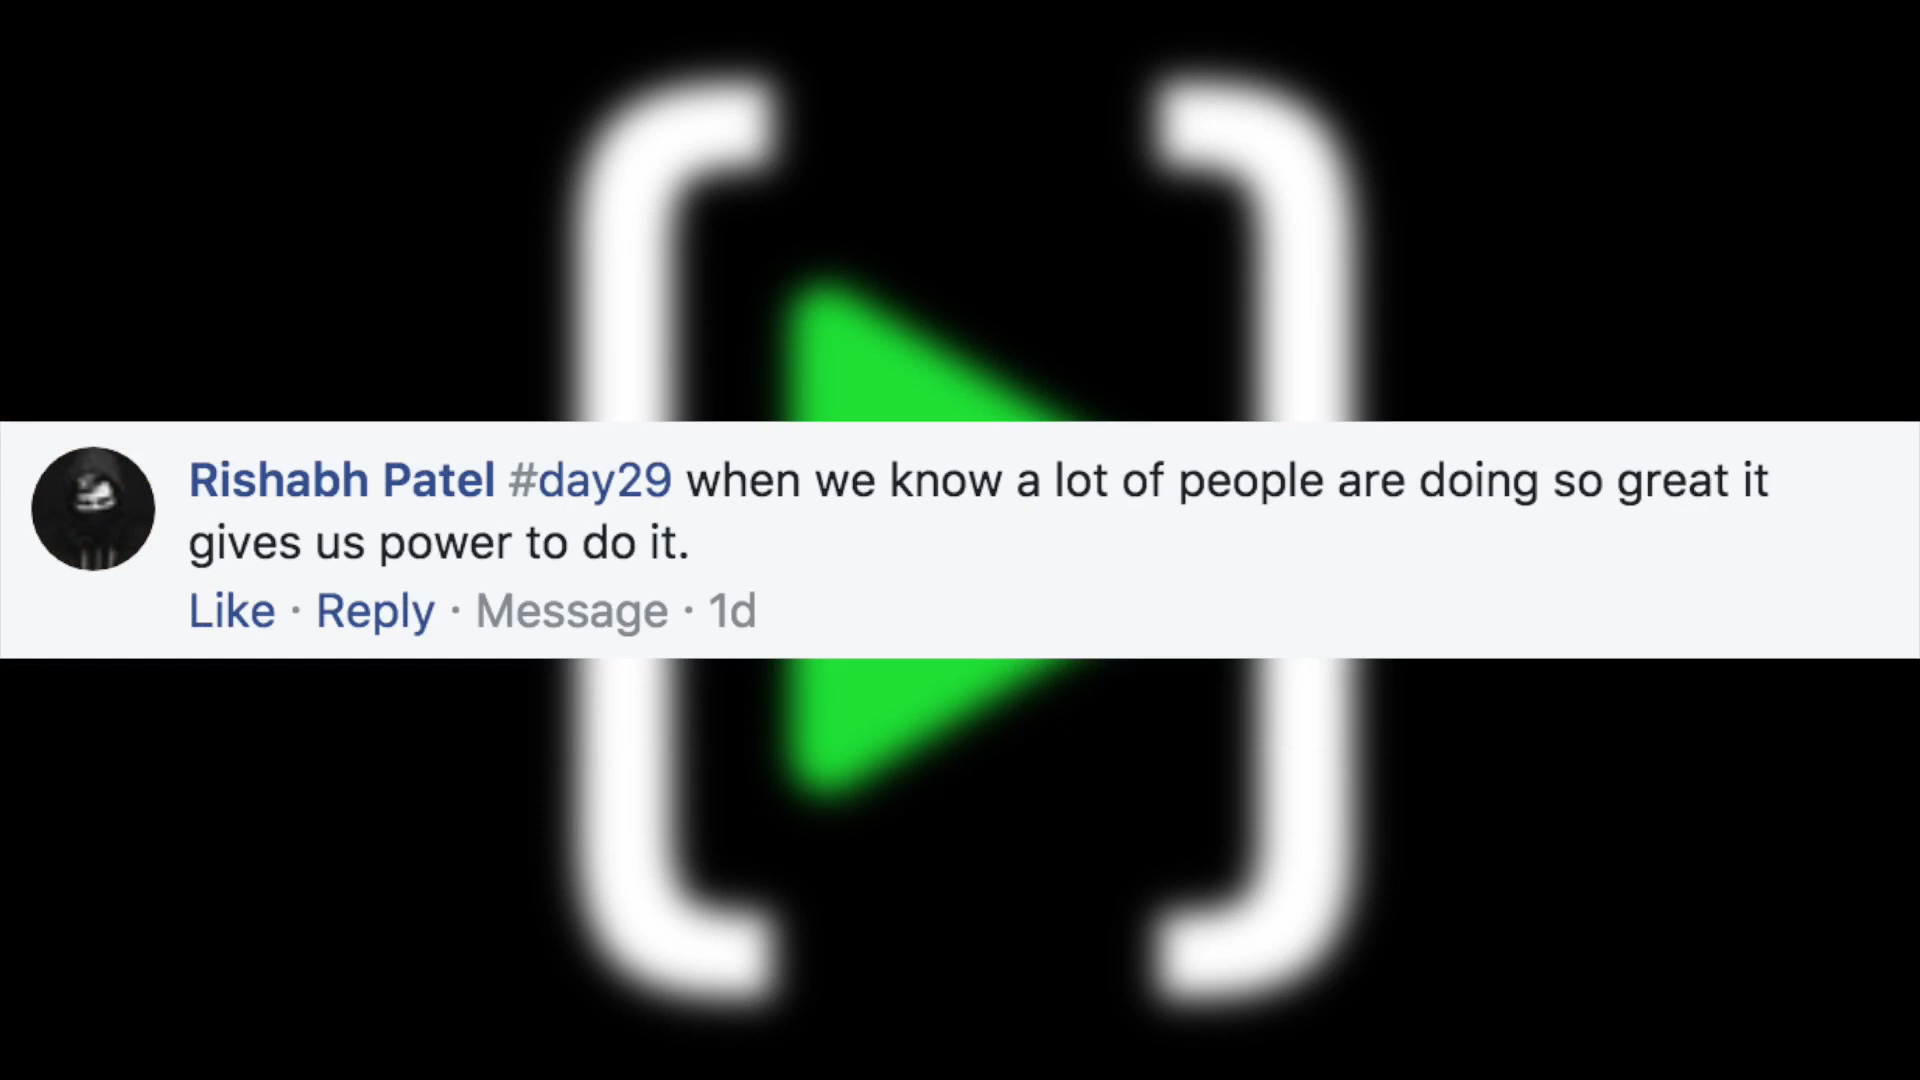 Rishabh Patel #day29 when we know a lot of people are doing so great it
gives us power to do it.
Like · Reply · Message · 1d